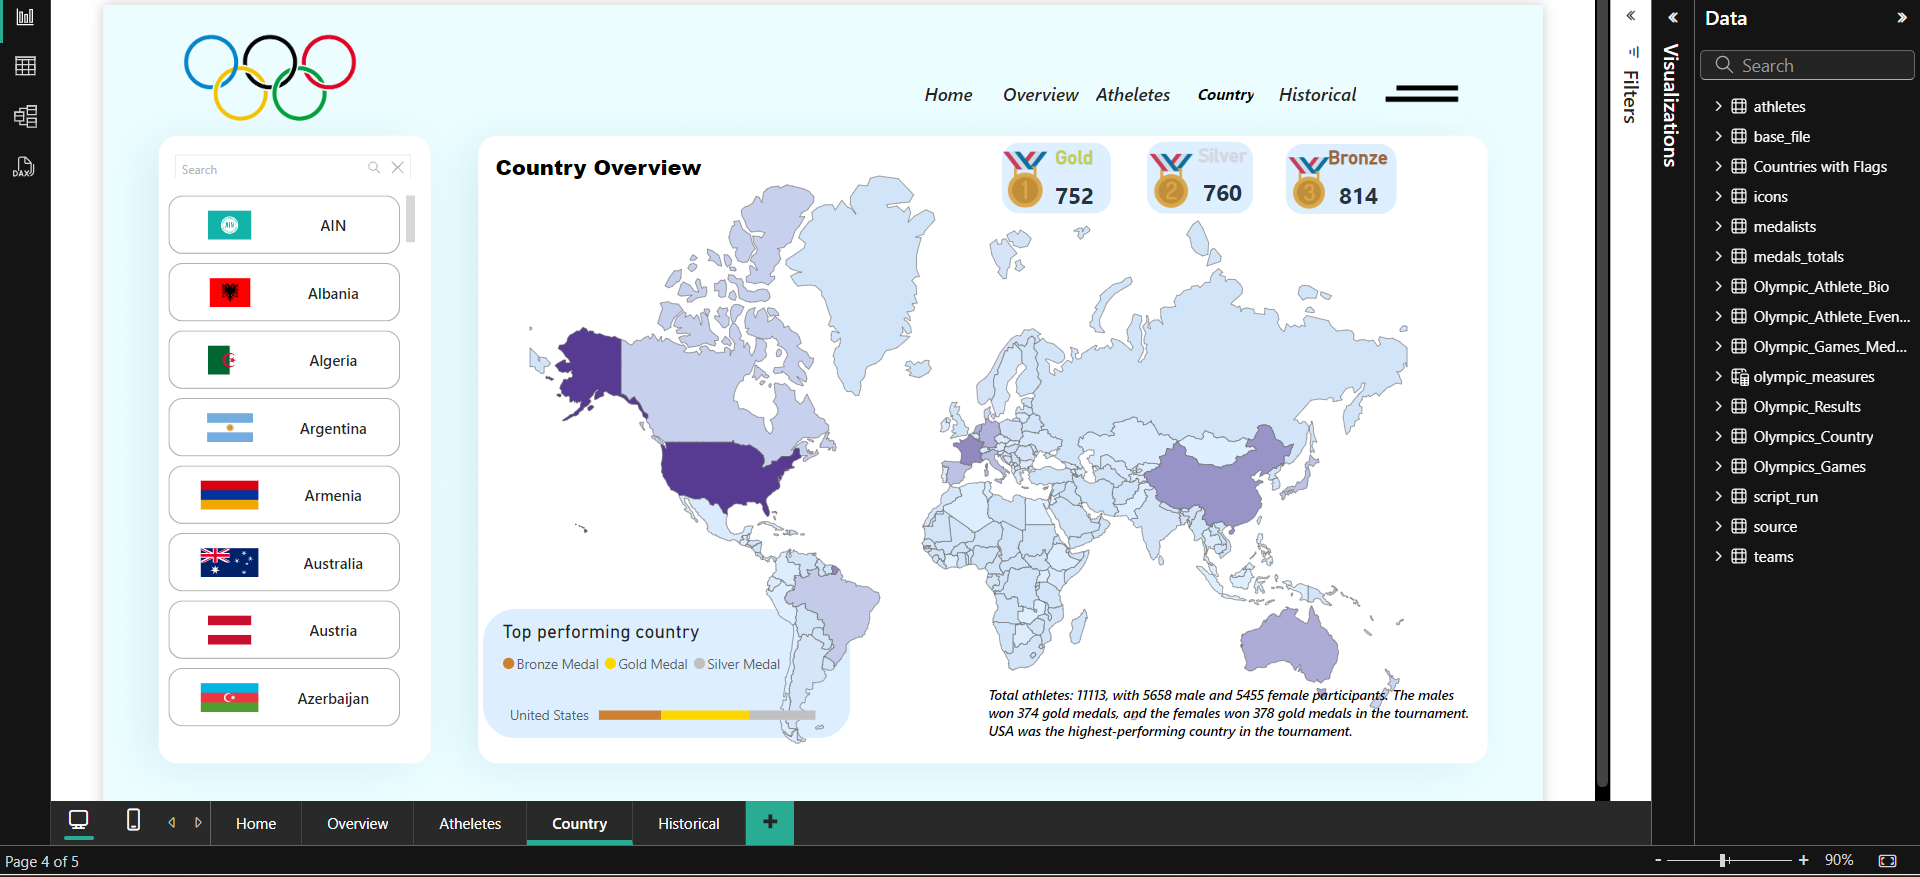 Home Overview Atheletes Country Historical
Search
AIN
Albania
Algeria
Argentina
Armenia
Australia
Austria
Azerbaijan
Country Overview
Gold
1
752
Silver
2
760
Bronze
3
814
Top performing country
Bronze Medal Gold Medal Silver Medal
United States
Total athletes: 11113, with 5658 male and 5455 female participants. The males
won 374 gold medals, and the females won 378 gold medals in the tournament.
USA was the highest-performing country in the tournament.
Filters
Visualizations
Data
Search
athletes
base_file
Countries with Flags
icons
medalists
medals_totals
Olympic_Athlete_Bio
Olympic_Athlete_Even...
Olympic_Games_Med...
olympic_measures
Olympic_Results
Olympics_Country
Olympics_Games
script_run
source
teams
DAX
Home Overview Atheletes Country Historical +
Page 4 of 5
- + 90%